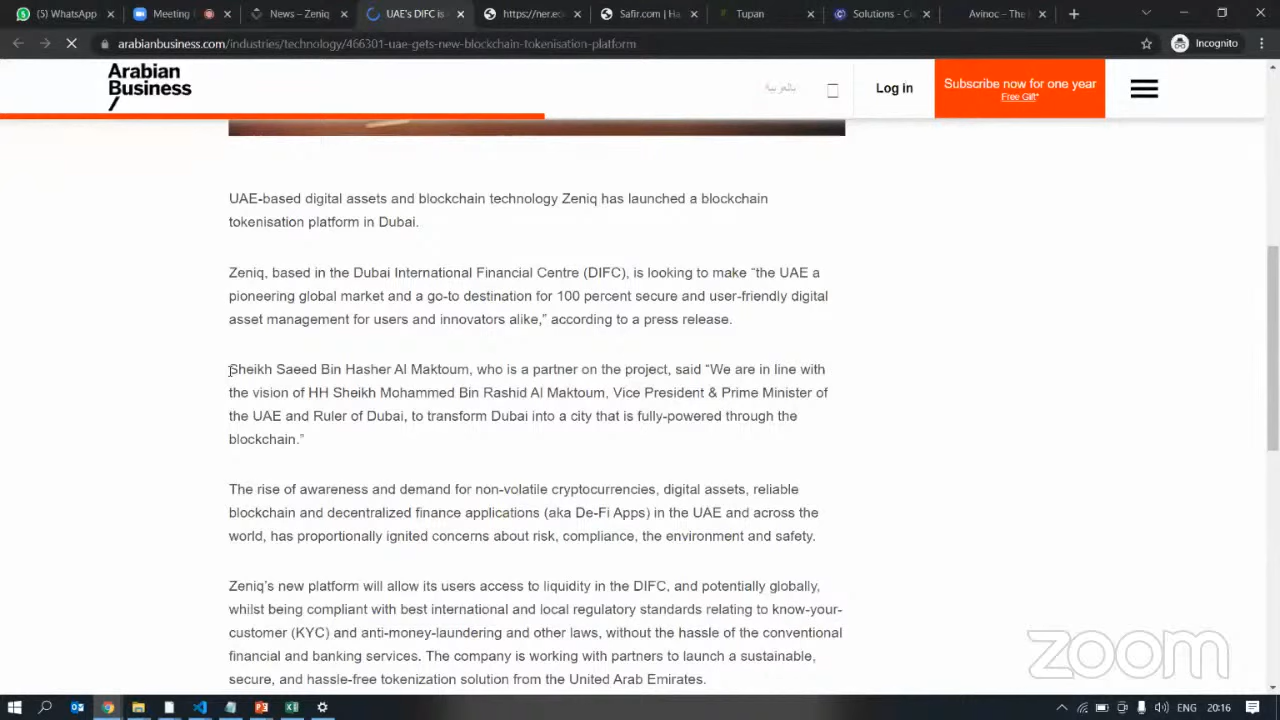 WhatsApp
Meeting
News – Zeniq
UAE's DIFC is
https://ner.ec
Safir.com | Ha
Tupan
Solutions - C
Avinoc – The
arabianbusiness.com/industries/technology/466301-uae-gets-new-blockchain-tokenisation-platform
Incognito
Arabian
Business
بالعربية
Log in
Subscribe now for one year
Free Gift*
UAE-based digital assets and blockchain technology Zeniq has launched a blockchain
tokenisation platform in Dubai.
Zeniq, based in the Dubai International Financial Centre (DIFC), is looking to make “the UAE a
pioneering global market and a go-to destination for 100 percent secure and user-friendly digital
asset management for users and innovators alike,” according to a press release.
Sheikh Saeed Bin Hasher Al Maktoum, who is a partner on the project, said “We are in line with
the vision of HH Sheikh Mohammed Bin Rashid Al Maktoum, Vice President & Prime Minister of
the UAE and Ruler of Dubai, to transform Dubai into a city that is fully-powered through the
blockchain.”
The rise of awareness and demand for non-volatile cryptocurrencies, digital assets, reliable
blockchain and decentralized finance applications (aka De-Fi Apps) in the UAE and across the
world, has proportionally ignited concerns about risk, compliance, the environment and safety.
Zeniq’s new platform will allow its users access to liquidity in the DIFC, and potentially globally,
whilst being compliant with best international and local regulatory standards relating to know-your-
customer (KYC) and anti-money-laundering and other laws, without the hassle of the conventional
financial and banking services. The company is working with partners to launch a sustainable,
secure, and hassle-free tokenization solution from the United Arab Emirates.
zoom
ENG
20:16